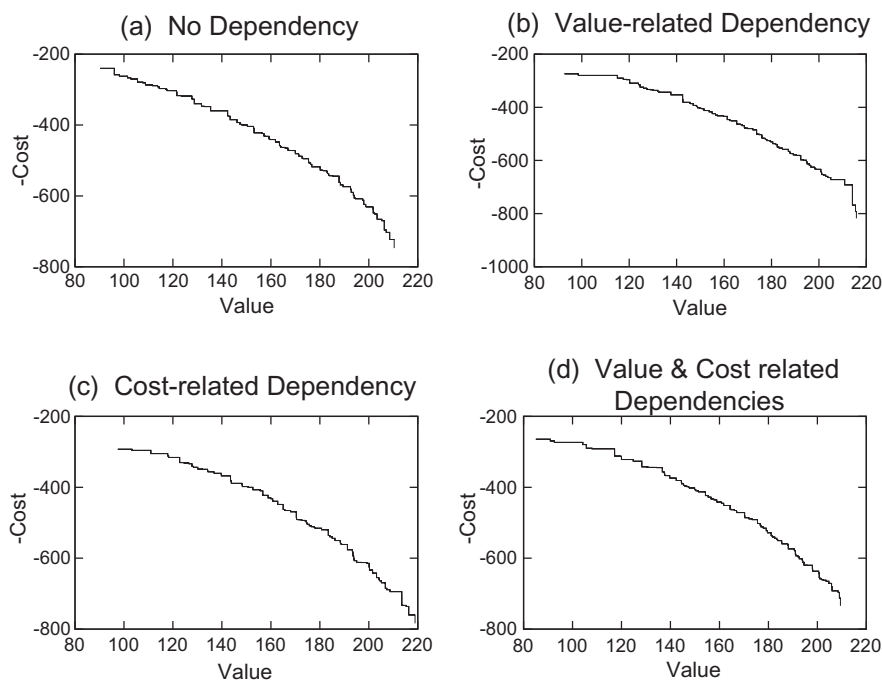 (a) No Dependency
-200
-400
-600
-800
-Cost
80 100 120 140 160 180 200 220
Value
(b) Value-related Dependency
-200
-400
-600
-800
-1000
-Cost
80 100 120 140 160 180 200 220
Value
(c) Cost-related Dependency
-200
-400
-600
-800
-Cost
80 100 120 140 160 180 200 220
Value
(d) Value & Cost related
Dependencies
-200
-400
-600
-800
-Cost
80 100 120 140 160 180 200 220
Value